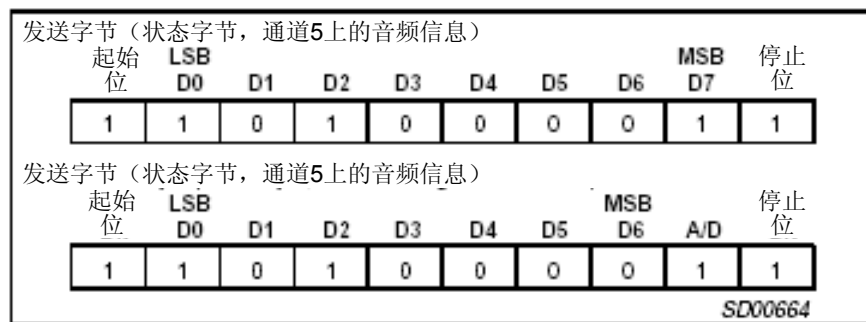 发送字节（状态字节，通道5上的音频信息）
起始位 LSB D0 D1 D2 D3 D4 D5 D6 MSB D7 停止位
1 1 0 1 0 0 0 0 1 1
发送字节（状态字节，通道5上的音频信息）
起始位 LSB D0 D1 D2 D3 D4 D5 MSB D6 A/D 停止位
1 1 0 1 0 0 0 0 1 1
SD00664